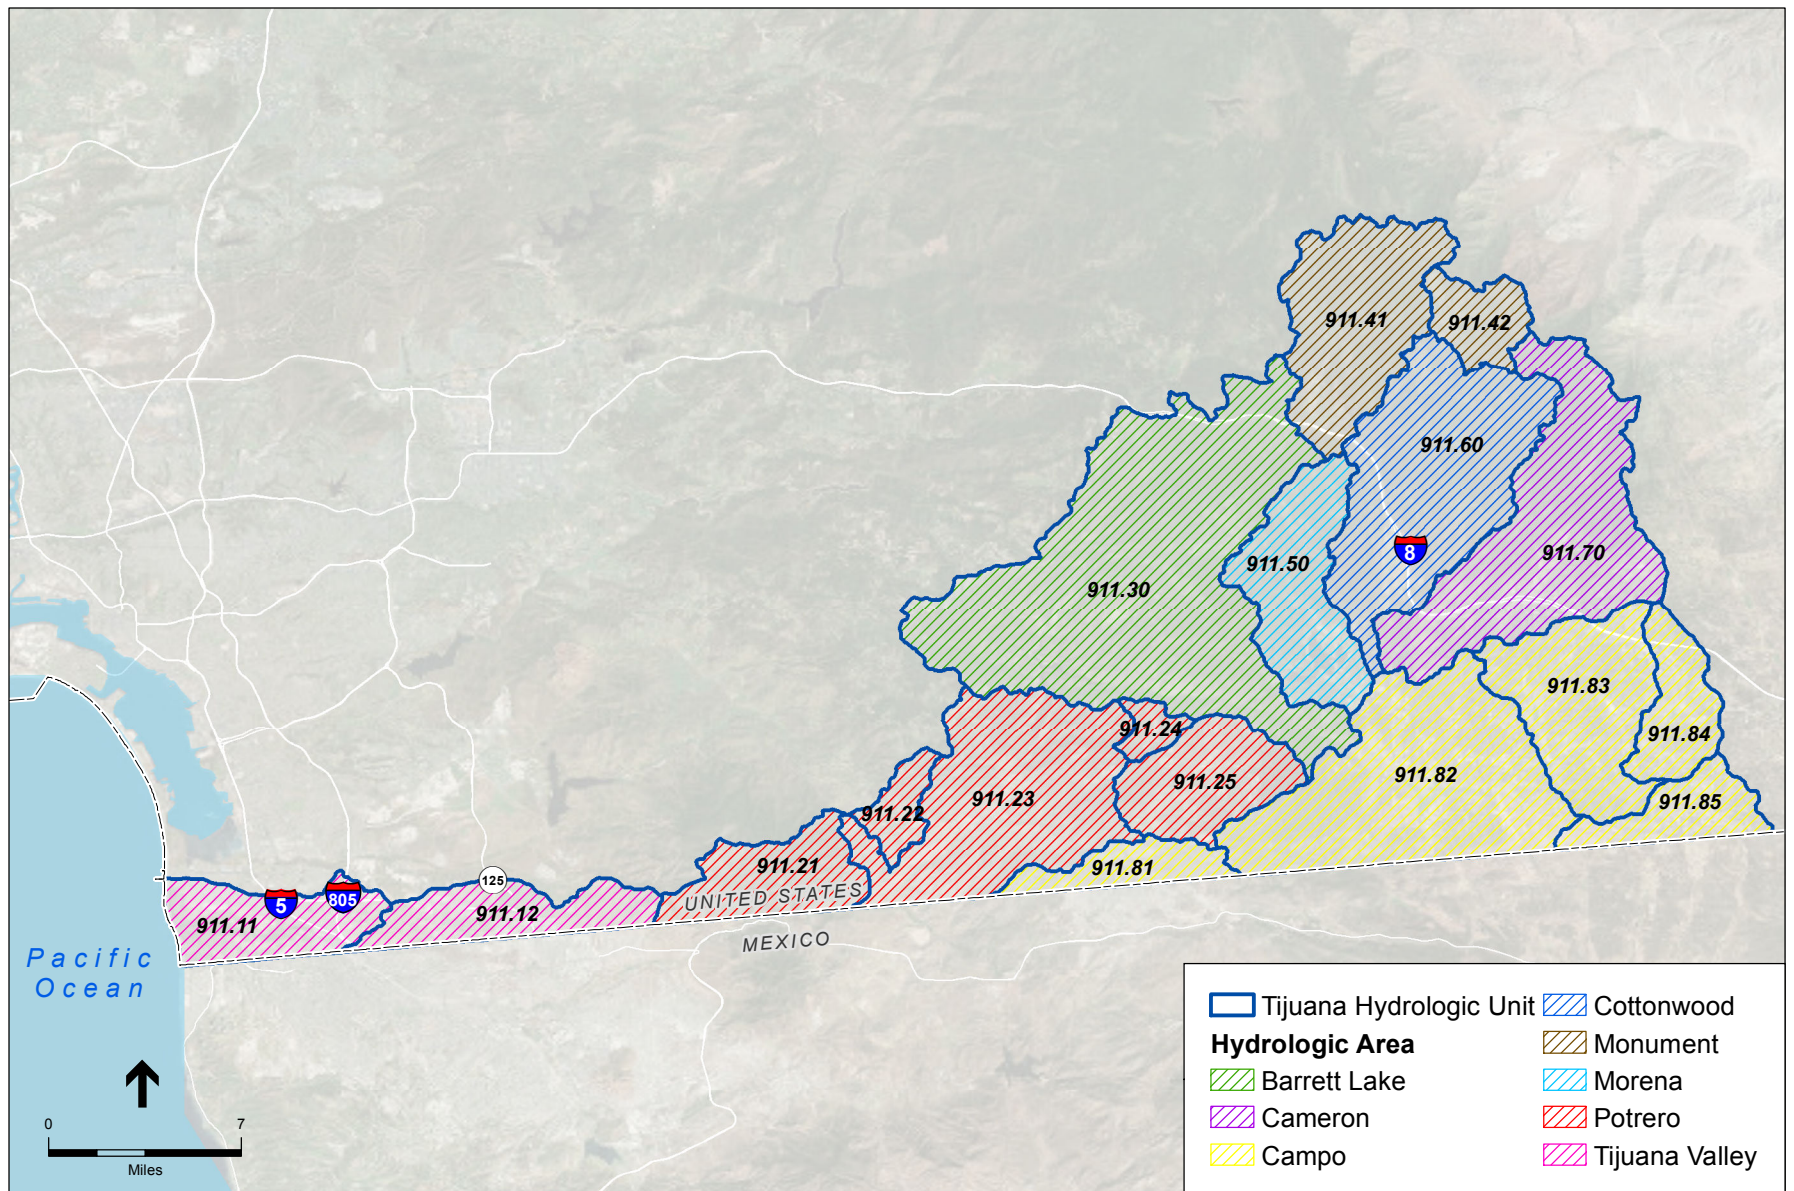 911.41
911.42
911.60
911.70
8
911.50
911.30
911.83
911.84
911.24
911.25
911.82
911.23
911.22
911.85
911.21
911.81
125
UNITED STATES
5
805
911.12
911.11
MEXICO
Pacific
Ocean
0 7
Miles
Tijuana Hydrologic Unit
Hydrologic Area
Barrett Lake
Cameron
Campo
Cottonwood
Monument
Morena
Potrero
Tijuana Valley